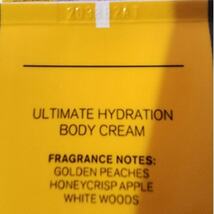 ULTIMATE HYDRATION
BODY CREAM
FRAGRANCE NOTES:
GOLDEN PEACHES
HONEYCRISP APPLE
WHITE WOODS